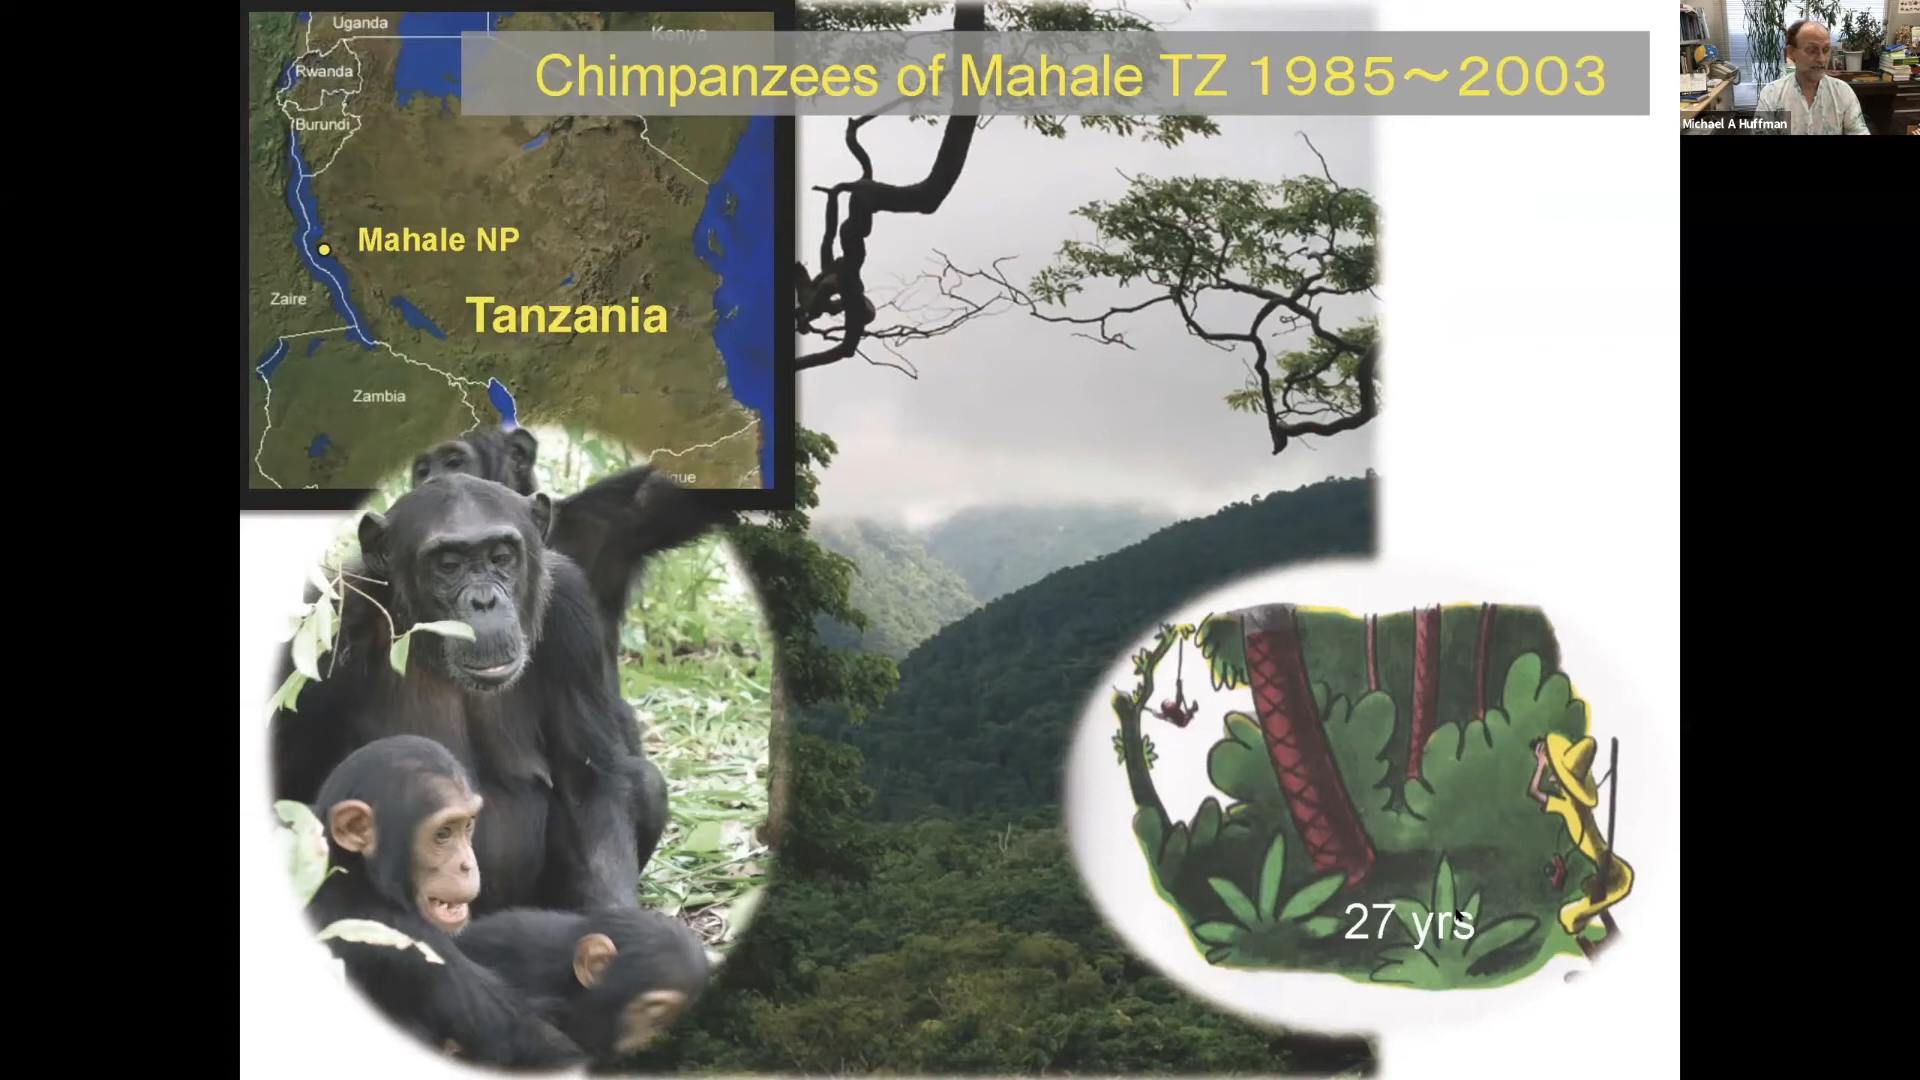 Uganda
Kenya
Chimpanzees of Mahale TZ 1985～2003
Rwanda
Burundi
Mahale NP
Zaire
Tanzania
Zambia
ique
27 yrs
Michael A Huffman